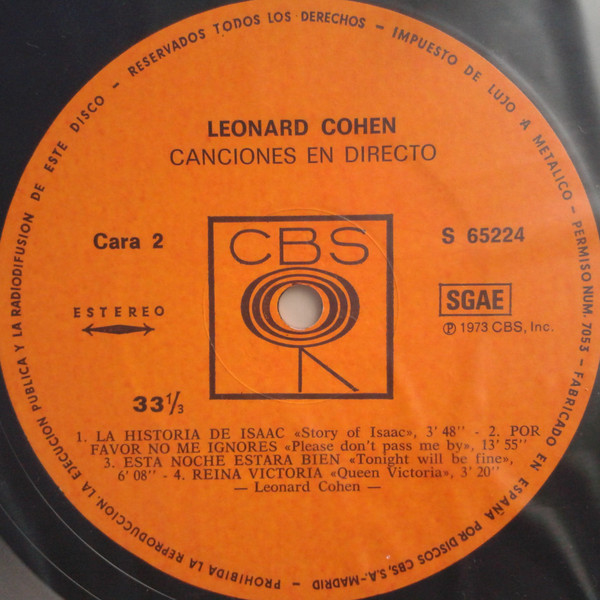 RESERVADOS TODOS LOS DERECHOS - IMPUESTO DE LUJO A METALICO - PERMISO NUM. 7053 - FABRICADO EN ESPAÑA POR DISCOS CBS, S.A.-MADRID - PROHIBIDA LA REPRODUCCION, LA EJECUCION PUBLICA Y LA RADIODIFUSION DE ESTE DISCO -
LEONARD COHEN
CANCIONES EN DIRECTO
Cara 2
CBS
S 65224
ESTEREO
SGAE
Ⓟ 1973 CBS, Inc.
33 1/3
1. LA HISTORIA DE ISAAC «Story of Isaac», 3' 48'' - 2. POR
FAVOR NO ME IGNORES «Please don't pass me by», 13' 55''
3. ESTA NOCHE ESTARA BIEN «Tonight will be fine»,
6' 08'' - 4. REINA VICTORIA «Queen Victoria», 3' 20''
— Leonard Cohen —